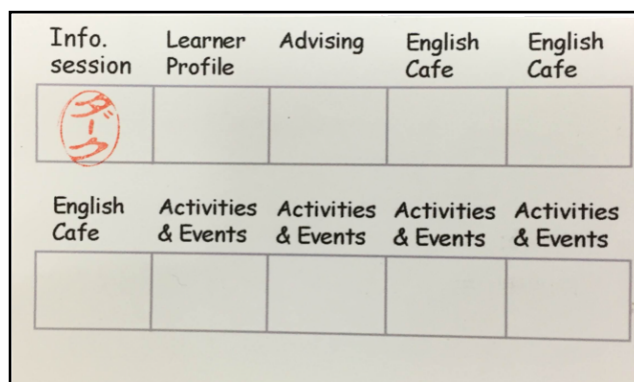 Info. session
Learner Profile
Advising
English Cafe
English Cafe
ダーク
English Cafe
Activities & Events
Activities & Events
Activities & Events
Activities & Events